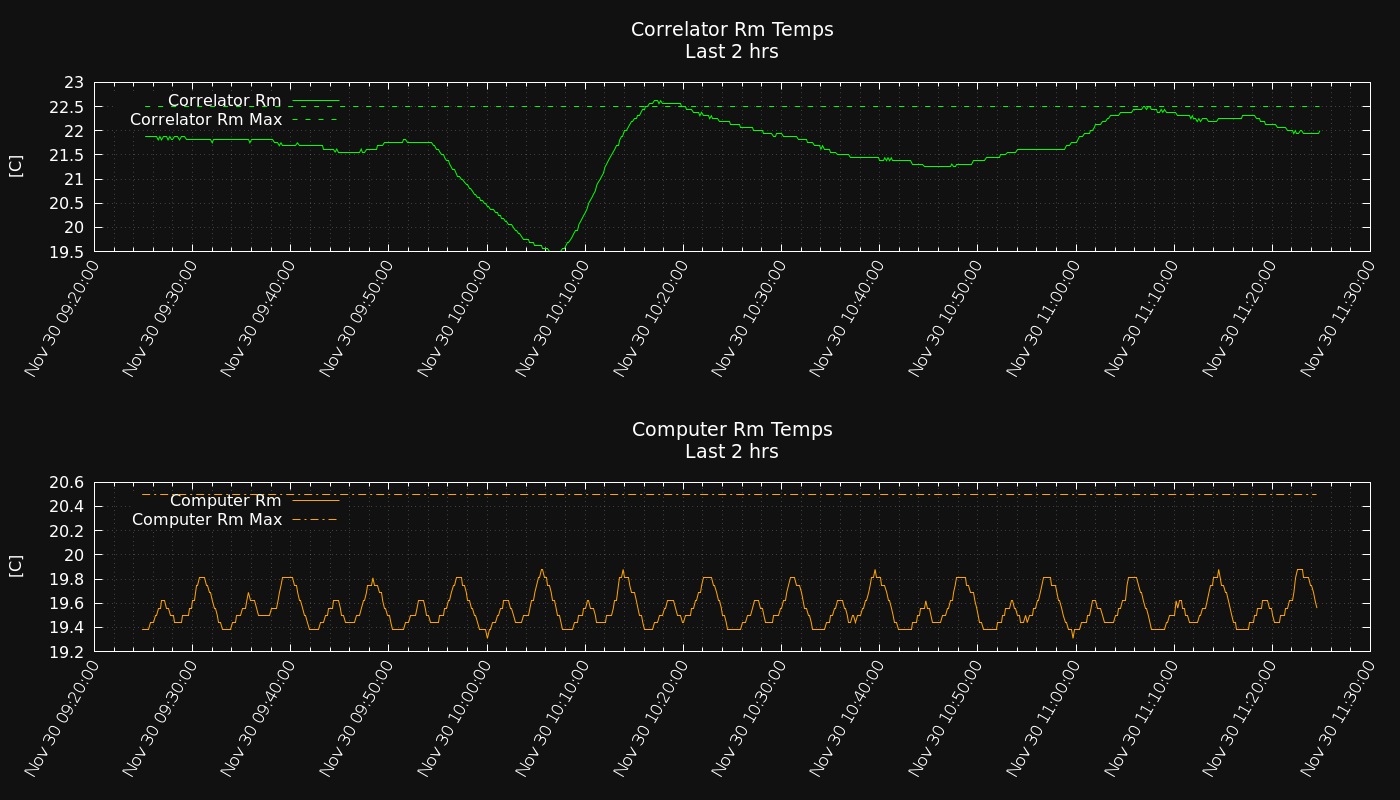 Correlator Rm Temps
Last 2 hrs
23
22.5
22
21.5
21
20.5
20
19.5
[C]
Correlator Rm
Correlator Rm Max
Nov 30 09:20:00
Nov 30 09:30:00
Nov 30 09:40:00
Nov 30 09:50:00
Nov 30 10:00:00
Nov 30 10:10:00
Nov 30 10:20:00
Nov 30 10:30:00
Nov 30 10:40:00
Nov 30 10:50:00
Nov 30 11:00:00
Nov 30 11:10:00
Nov 30 11:20:00
Nov 30 11:30:00
Computer Rm Temps
Last 2 hrs
20.6
20.4
20.2
20
19.8
19.6
19.4
19.2
[C]
Computer Rm
Computer Rm Max
Nov 30 09:20:00
Nov 30 09:30:00
Nov 30 09:40:00
Nov 30 09:50:00
Nov 30 10:00:00
Nov 30 10:10:00
Nov 30 10:20:00
Nov 30 10:30:00
Nov 30 10:40:00
Nov 30 10:50:00
Nov 30 11:00:00
Nov 30 11:10:00
Nov 30 11:20:00
Nov 30 11:30:00